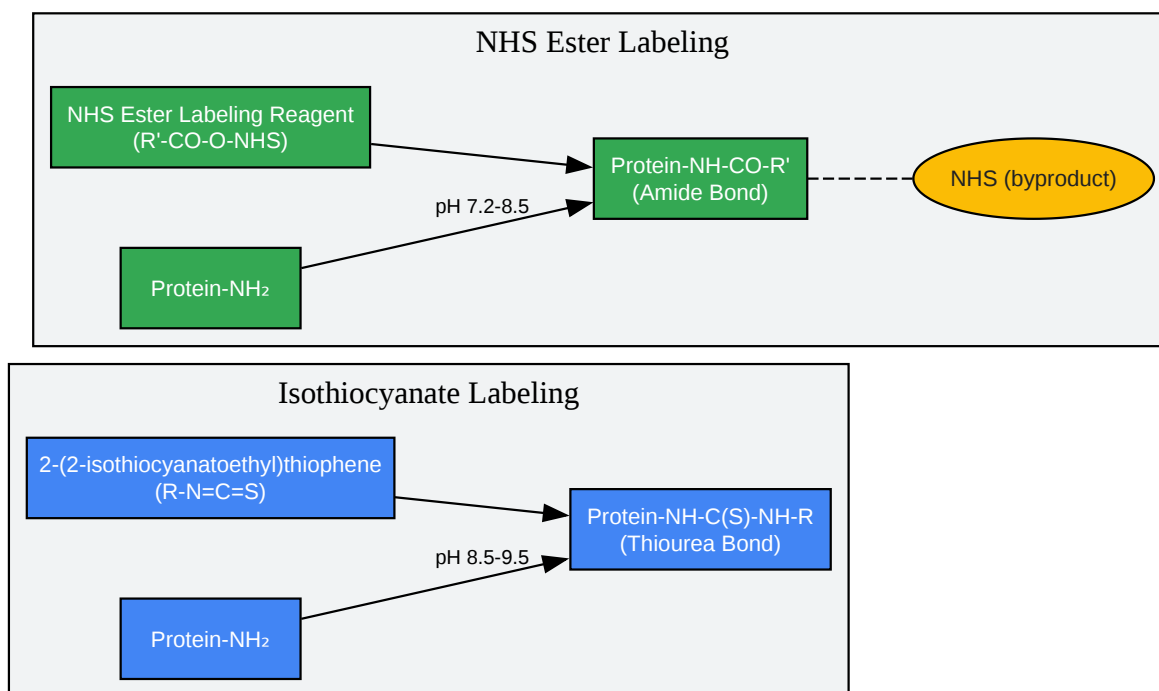 NHS Ester Labeling
NHS Ester Labeling Reagent
(R'-CO-O-NHS)
Protein-NH-CO-R'
(Amide Bond)
NHS (byproduct)
pH 7.2-8.5
Protein-NH₂
Isothiocyanate Labeling
2-(2-isothiocyanatoethyl)thiophene
(R-N=C=S)
Protein-NH-C(S)-NH-R
(Thiourea Bond)
pH 8.5-9.5
Protein-NH₂